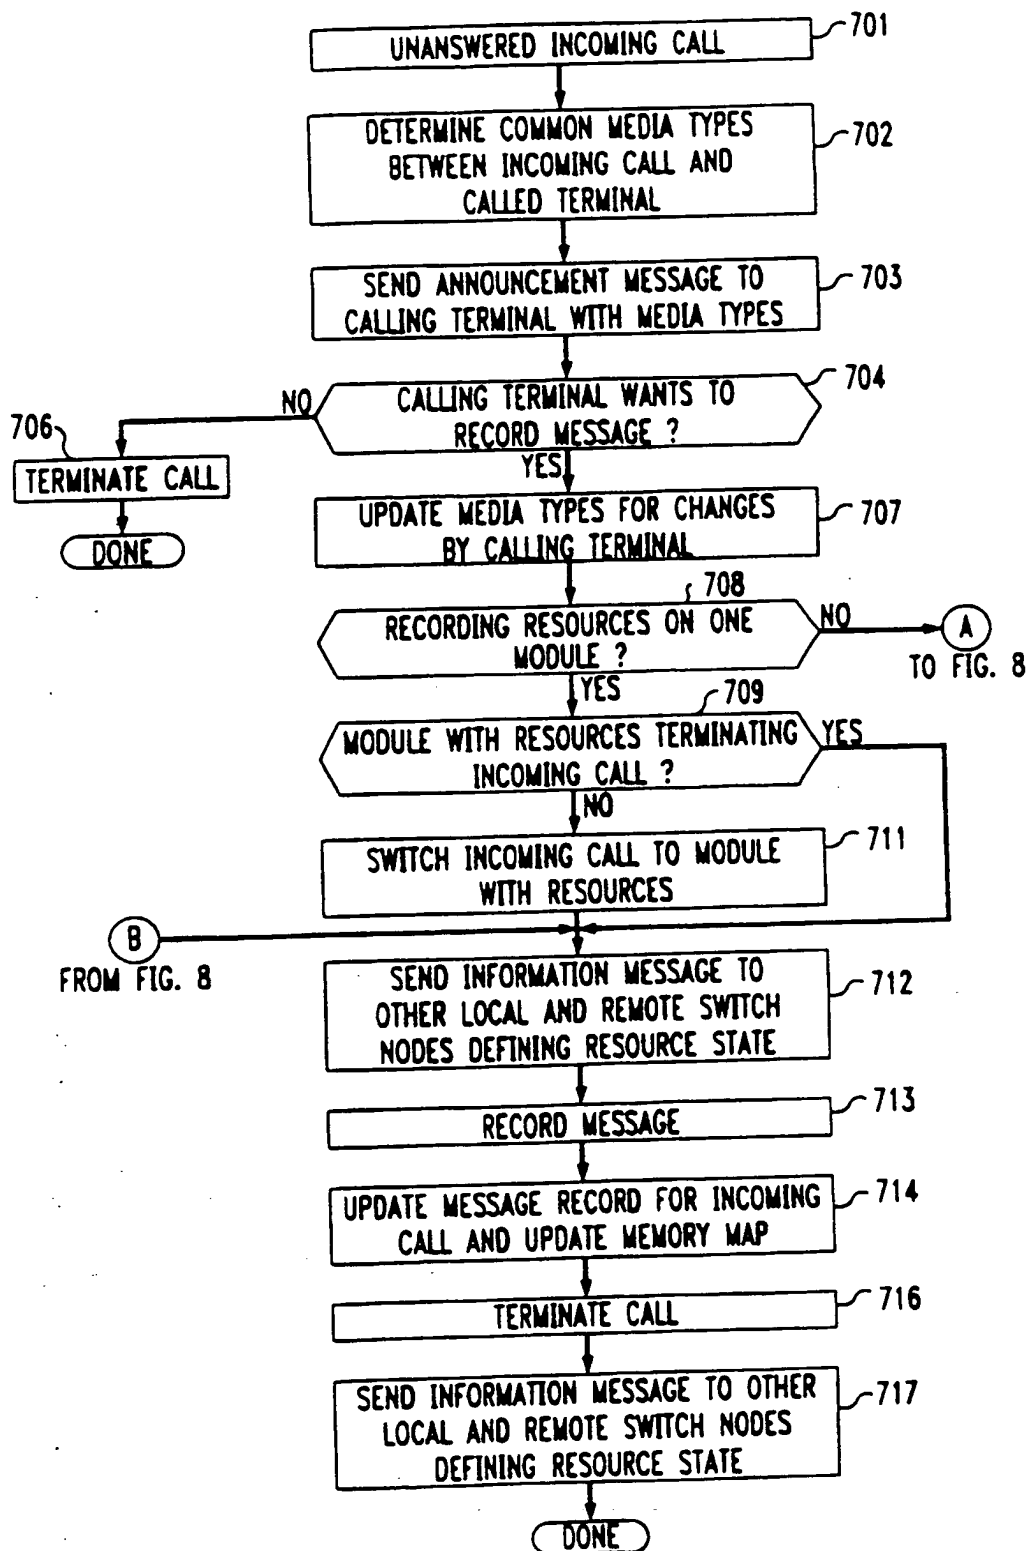 UNANSWERED INCOMING CALL
701
DETERMINE COMMON MEDIA TYPES
BETWEEN INCOMING CALL AND
CALLED TERMINAL
702
SEND ANNOUNCEMENT MESSAGE TO
CALLING TERMINAL WITH MEDIA TYPES
703
CALLING TERMINAL WANTS TO
RECORD MESSAGE ?
704
NO
706
TERMINATE CALL
DONE
YES
UPDATE MEDIA TYPES FOR CHANGES
BY CALLING TERMINAL
707
708
RECORDING RESOURCES ON ONE
MODULE ?
NO
A
TO FIG. 8
YES
709
MODULE WITH RESOURCES TERMINATING
INCOMING CALL ?
YES
NO
SWITCH INCOMING CALL TO MODULE
WITH RESOURCES
711
B
FROM FIG. 8
SEND INFORMATION MESSAGE TO
OTHER LOCAL AND REMOTE SWITCH
NODES DEFINING RESOURCE STATE
712
RECORD MESSAGE
713
UPDATE MESSAGE RECORD FOR INCOMING
CALL AND UPDATE MEMORY MAP
714
TERMINATE CALL
716
SEND INFORMATION MESSAGE TO OTHER
LOCAL AND REMOTE SWITCH NODES
DEFINING RESOURCE STATE
717
DONE